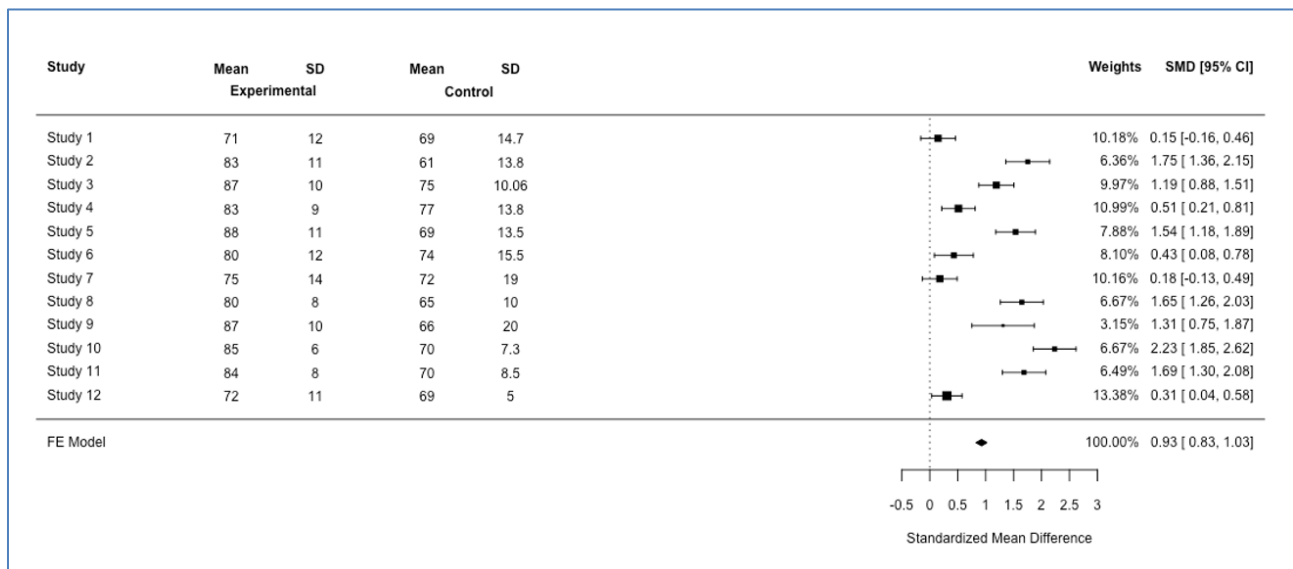 Study Mean SD Mean SD Weights SMD [95% CI]
Experimental Control
Study 1 71 12 69 14.7 10.18% 0.15 [-0.16, 0.46]
Study 2 83 11 61 13.8 6.36% 1.75 [ 1.36, 2.15]
Study 3 87 10 75 10.06 9.97% 1.19 [ 0.88, 1.51]
Study 4 83 9 77 13.8 10.99% 0.51 [ 0.21, 0.81]
Study 5 88 11 69 13.5 7.88% 1.54 [ 1.18, 1.89]
Study 6 80 12 74 15.5 8.10% 0.43 [ 0.08, 0.78]
Study 7 75 14 72 19 10.16% 0.18 [-0.13, 0.49]
Study 8 80 8 65 10 6.67% 1.65 [ 1.26, 2.03]
Study 9 87 10 66 20 3.15% 1.31 [ 0.75, 1.87]
Study 10 85 6 70 7.3 6.67% 2.23 [ 1.85, 2.62]
Study 11 84 8 70 8.5 6.49% 1.69 [ 1.30, 2.08]
Study 12 72 11 69 5 13.38% 0.31 [ 0.04, 0.58]
FE Model 100.00% 0.93 [ 0.83, 1.03]
-0.5 0 0.5 1 1.5 2 2.5 3
Standardized Mean Difference